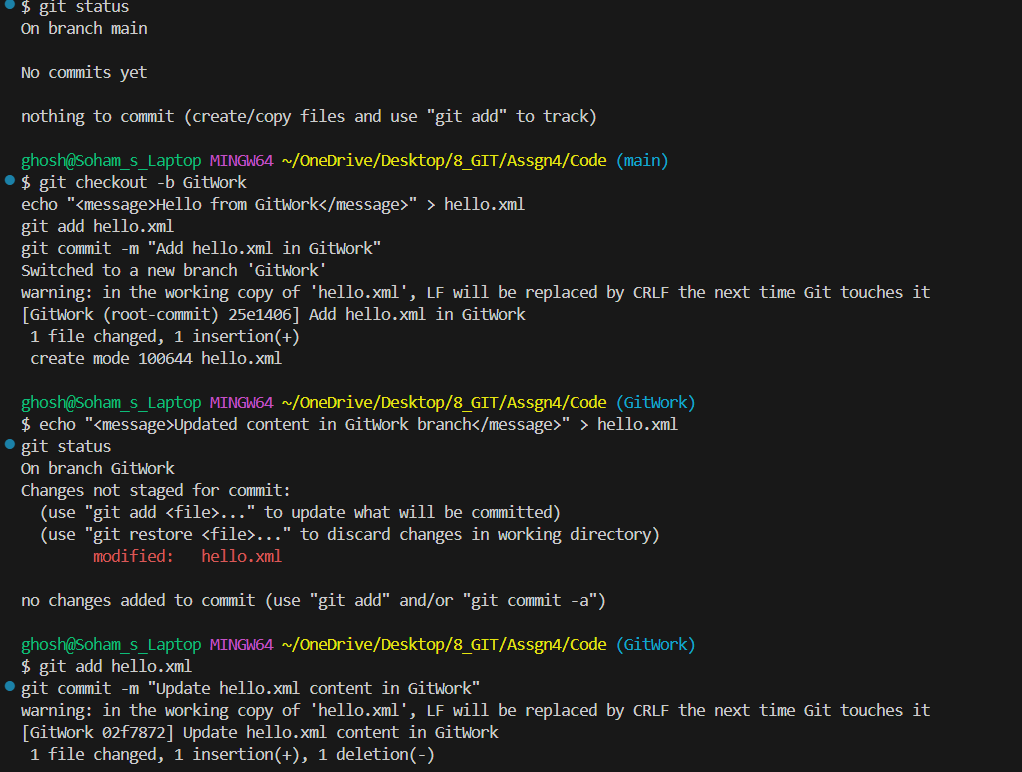 $ git status
On branch main
No commits yet
nothing to commit (create/copy files and use "git add" to track)
ghosh@Soham_s_Laptop MINGW64 ~/OneDrive/Desktop/8_GIT/Assgn4/Code (main)
$ git checkout -b GitWork
echo "<message>Hello from GitWork</message>" > hello.xml
git add hello.xml
git commit -m "Add hello.xml in GitWork"
Switched to a new branch 'GitWork'
warning: in the working copy of 'hello.xml', LF will be replaced by CRLF the next time Git touches it
[GitWork (root-commit) 25e1406] Add hello.xml in GitWork
 1 file changed, 1 insertion(+)
 create mode 100644 hello.xml
ghosh@Soham_s_Laptop MINGW64 ~/OneDrive/Desktop/8_GIT/Assgn4/Code (GitWork)
$ echo "<message>Updated content in GitWork branch</message>" > hello.xml
git status
On branch GitWork
Changes not staged for commit:
  (use "git add <file>..." to update what will be committed)
  (use "git restore <file>..." to discard changes in working directory)
        modified:   hello.xml
no changes added to commit (use "git add" and/or "git commit -a")
ghosh@Soham_s_Laptop MINGW64 ~/OneDrive/Desktop/8_GIT/Assgn4/Code (GitWork)
$ git add hello.xml
git commit -m "Update hello.xml content in GitWork"
warning: in the working copy of 'hello.xml', LF will be replaced by CRLF the next time Git touches it
[GitWork 02f7872] Update hello.xml content in GitWork
 1 file changed, 1 insertion(+), 1 deletion(-)